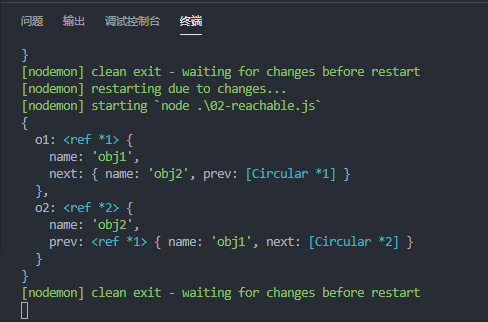 问题 输出 调试控制台 终端
}
[nodemon] clean exit - waiting for changes before restart
[nodemon] restarting due to changes...
[nodemon] starting `node .\02-reachable.js`
{
  o1: <ref *1> {
    name: 'obj1',
    next: { name: 'obj2', prev: [Circular *1] }
  },
  o2: <ref *2> {
    name: 'obj2',
    prev: <ref *1> { name: 'obj1', next: [Circular *2] }
  }
}
[nodemon] clean exit - waiting for changes before restart